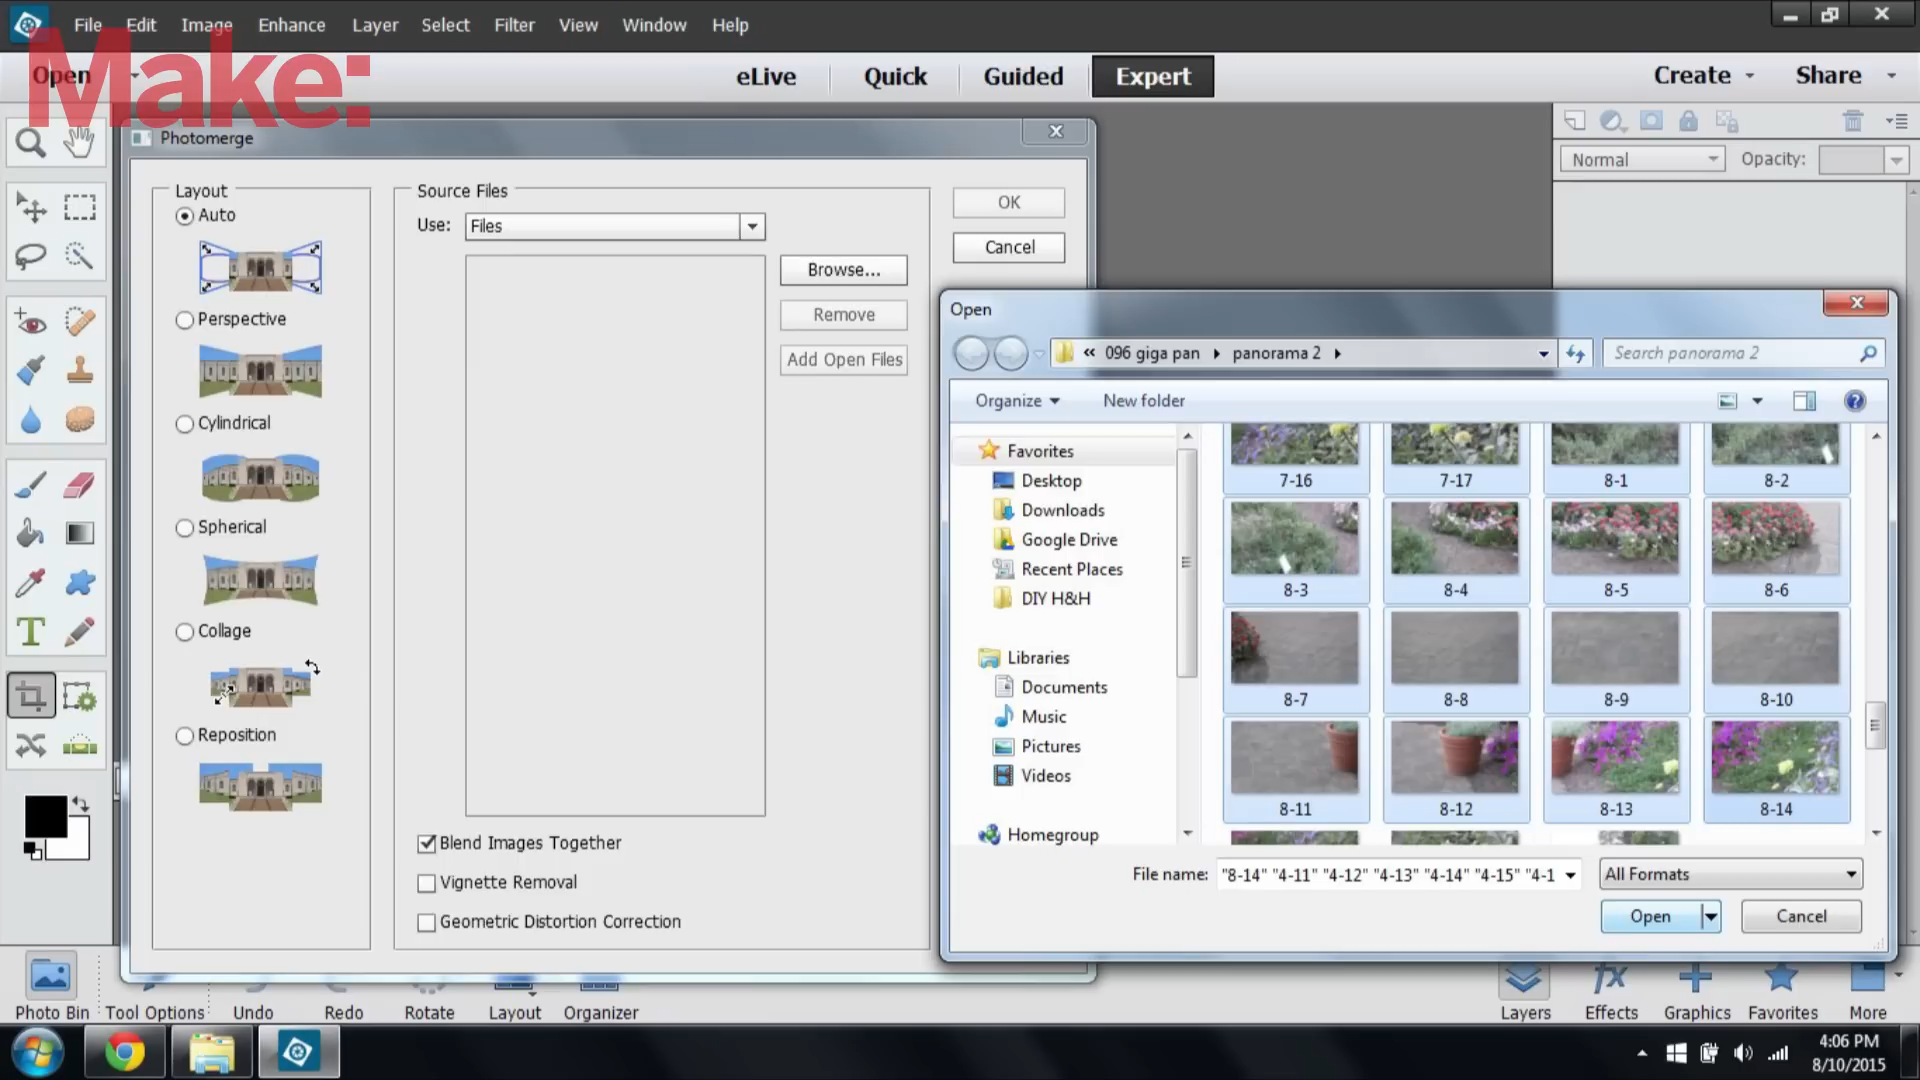 File Edit Image Enhance Layer Select Filter View Window Help
Make:
Open
eLive Quick Guided Expert
Create Share
Photomerge
Normal Opacity:
Layout
Auto
Perspective
Cylindrical
Spherical
Collage
Reposition
Source Files
Use: Files
OK
Cancel
Browse...
Remove
Add Open Files
Blend Images Together
Vignette Removal
Geometric Distortion Correction
Open
« 096 giga pan panorama 2
Search panorama 2
Organize New folder
Favorites
Desktop
Downloads
Google Drive
Recent Places
DIY H&H
Libraries
Documents
Music
Pictures
Videos
Homegroup
7-16 7-17 8-1 8-2
8-3 8-4 8-5 8-6
8-7 8-8 8-9 8-10
8-11 8-12 8-13 8-14
File name: "8-14" "4-11" "4-12" "4-13" "4-14" "4-15" "4-1
All Formats
Open Cancel
T
fx
Photo Bin Tool Options Undo Redo Rotate Layout Organizer
Layers Effects Graphics Favorites More
4:06 PM
8/10/2015